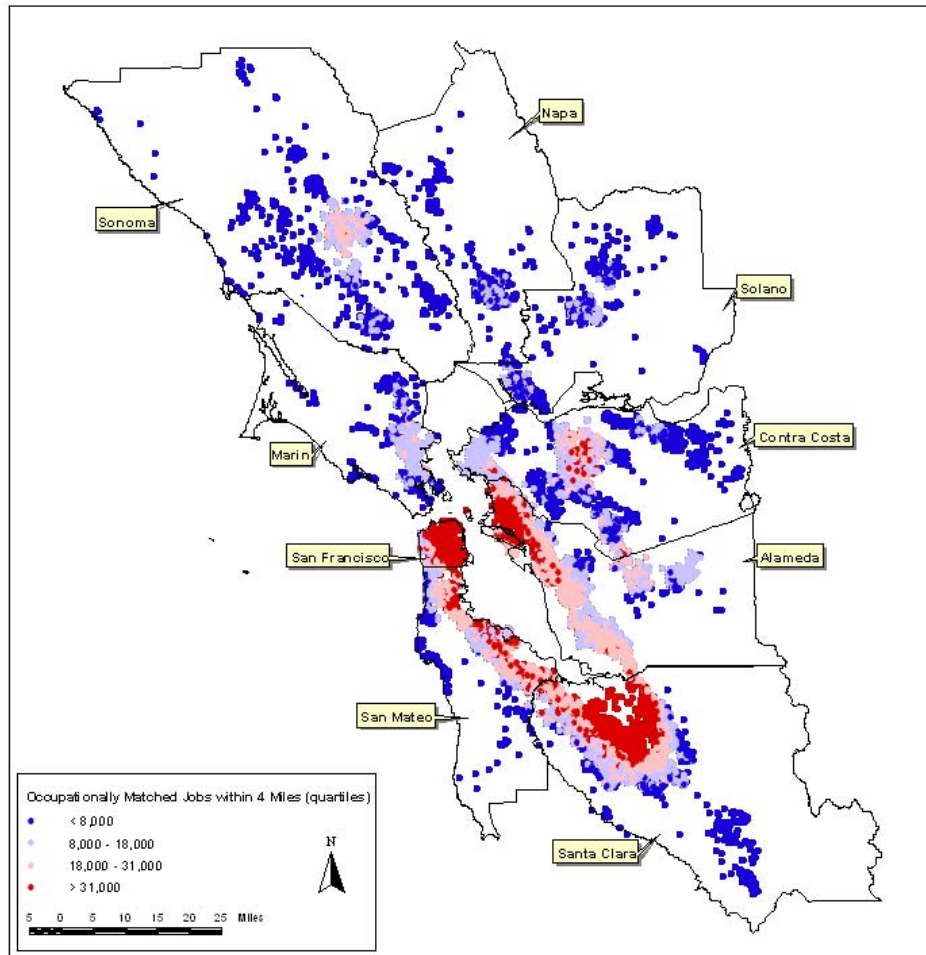 Napa
Sonoma
Solano
Contra Costa
Marin
San Francisco
Alameda
San Mateo
Occupationally Matched Jobs within 4 Miles (quartiles)
< 8,000
8,000 - 18,000
18,000 - 31,000
> 31,000
N
5 0 5 10 15 20 25 Miles
Santa Clara